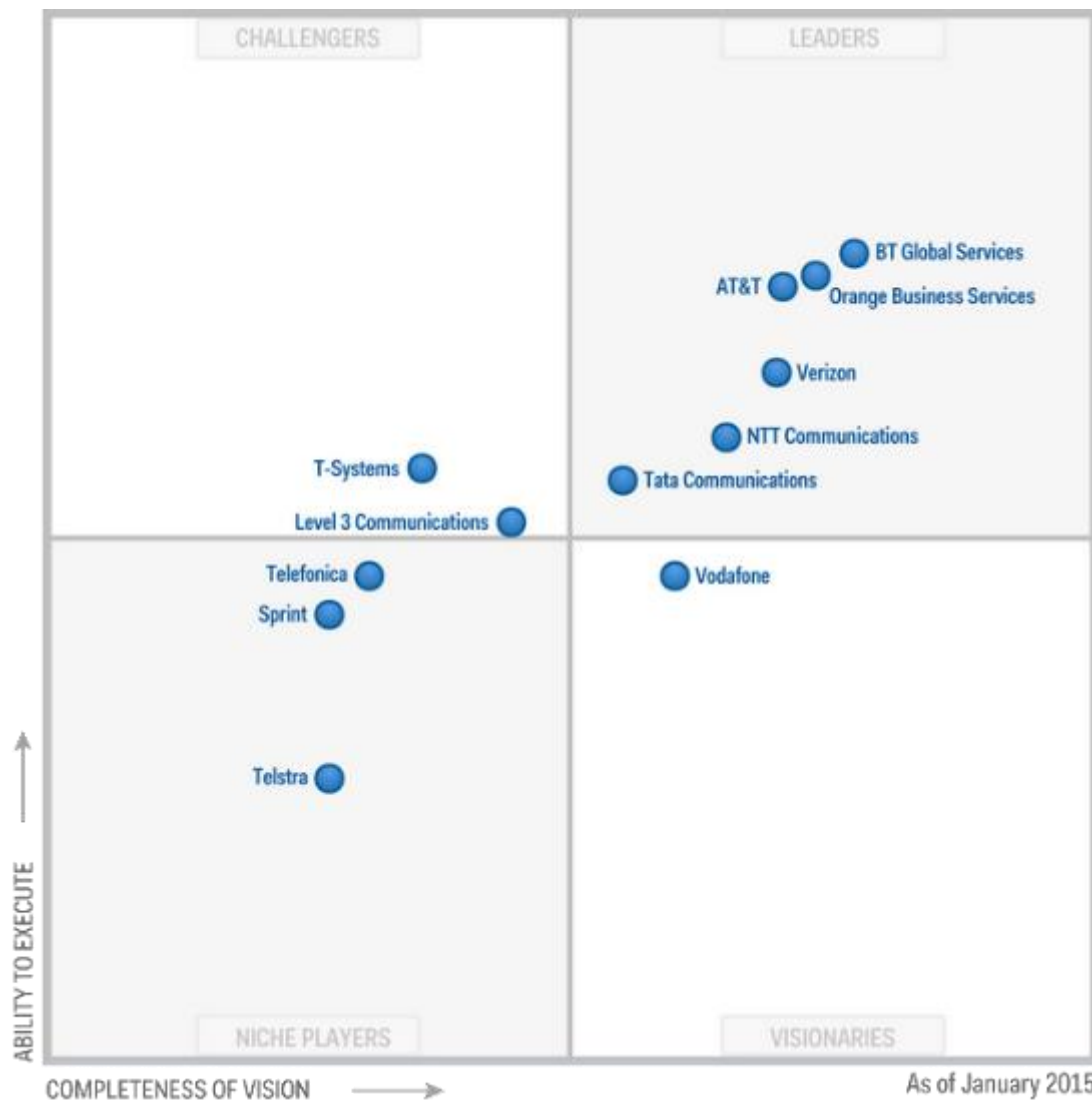 CHALLENGERS
LEADERS
BT Global Services
AT&T
Orange Business Services
Verizon
NTT Communications
T-Systems
Tata Communications
Level 3 Communications
Telefonica
Vodafone
Sprint
Telstra
ABILITY TO EXECUTE
NICHE PLAYERS
VISIONARIES
COMPLETENESS OF VISION
As of January 2015